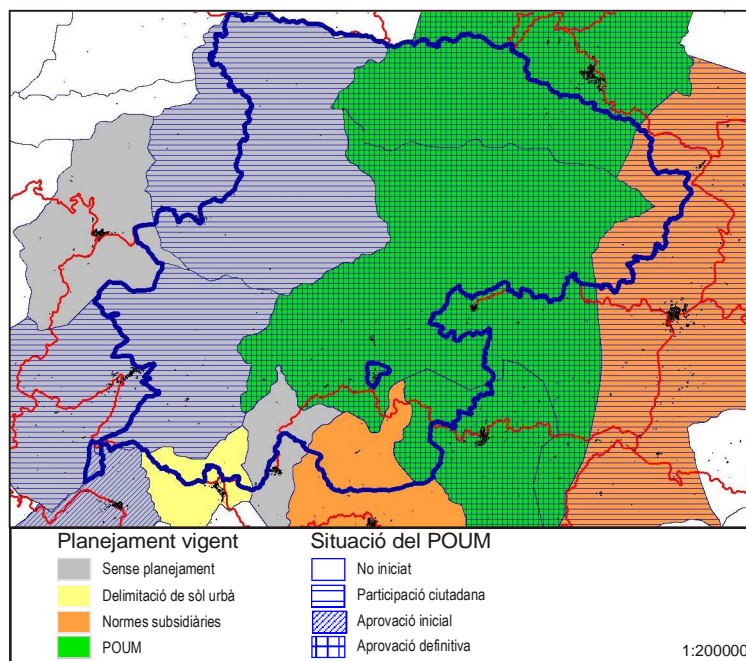 Planejament vigent
Sense planejament
Delimitació de sòl urbà
Normes subsidiàries
POUM
Situació del POUM
No iniciat
Participació ciutadana
Aprovació inicial
Aprovació definitiva
1:200000